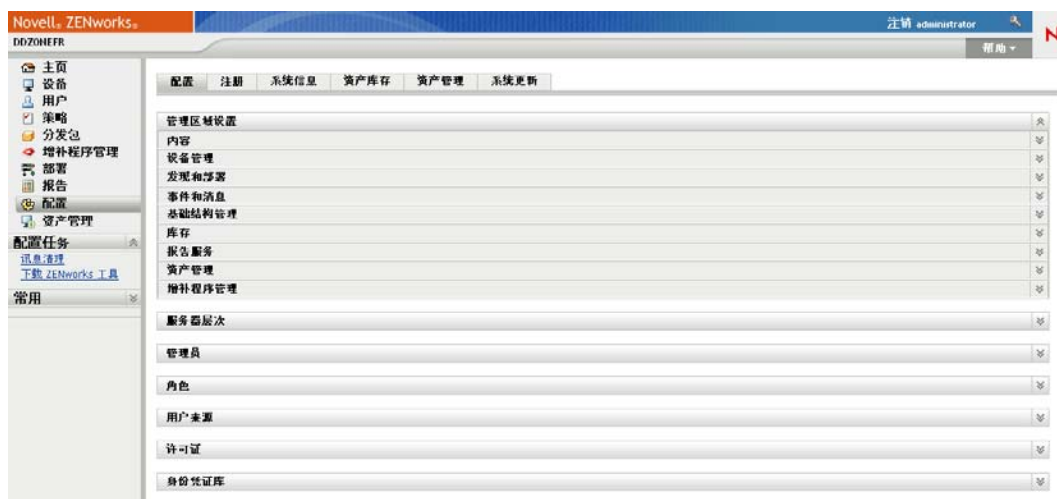 Novell® ZENworks®
注销 administrator
DDZONEFR
帮助
主页
设备
用户
策略
分发包
增补程序管理
部署
报告
配置
资产管理
配置任务
讯息清理
下载 ZENworks 工具
常用
配置 注册 系统信息 资产库存 资产管理 系统更新
管理区域设置
内容
设备管理
发现和部署
事件和消息
基础结构管理
库存
报告服务
资产管理
增补程序管理
服务器层次
管理员
角色
用户来源
许可证
身份凭证库
N